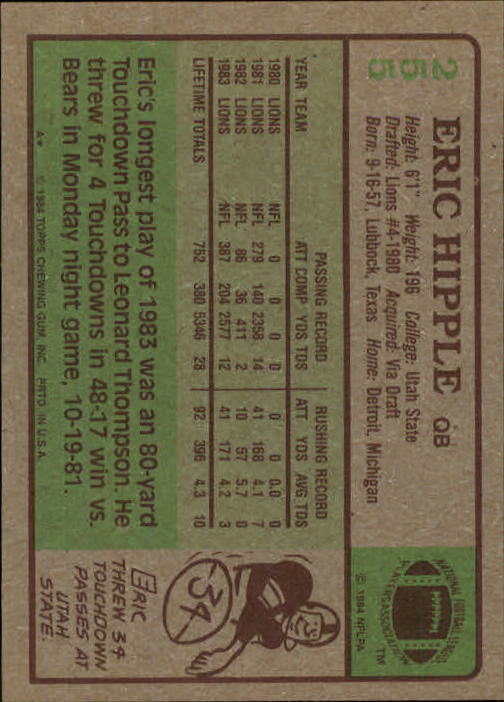 255
ERIC HIPPLE QB
Height: 6'1" Weight: 196 College: Utah State
Drafted: Lions #4-1980 Acquired: Via Draft
Born: 9-16-57, Lubbock, Texas Home: Detroit, Michigan
NATIONAL FOOTBALL LEAGUE
PLAYERS ASSOCIATION
TM
© 1984 NFLPA
PASSING RECORD RUSHING RECORD
YEAR TEAM ATT COMP YDS TDS ATT YDS AVG TDS
1980 LIONS NFL 0 0 0 0 0 0 0.0 0
1981 LIONS NFL 279 140 2358 14 41 168 4.1 7
1982 LIONS NFL 86 36 411 2 10 57 5.7 0
1983 LIONS NFL 387 204 2577 12 41 171 4.2 3
LIFETIME TOTALS 752 380 5346 28 92 396 4.3 10
Eric's longest play of 1983 was an 80-yard
Touchdown Pass to Leonard Thompson. He
threw for 4 Touchdowns in 48-17 win vs.
Bears in Monday night game, 10-19-81.
A* © 1984 TOPPS CHEWING GUM, INC. PRTD. IN U.S.A.
34
ERIC
THREW 34
TOUCHDOWN
PASSES AT
UTAH
STATE.